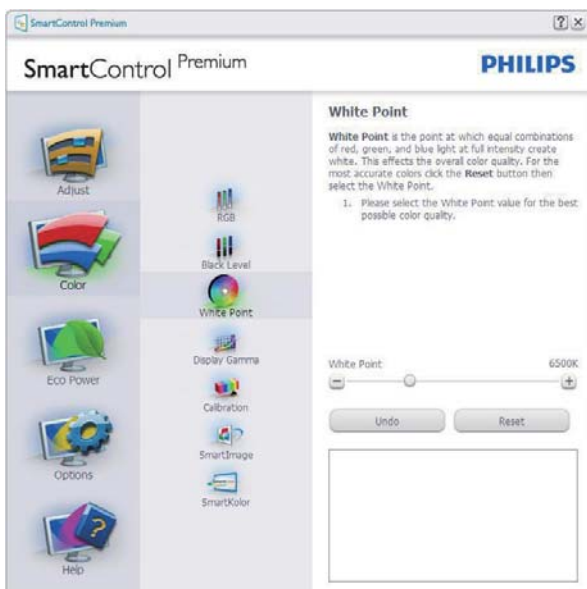 SmartControl Premium
SmartControl Premium
PHILIPS
Adjust
Color
Eco Power
Options
Help
RGB
Black Level
White Point
Display Gamma
Calibration
SmartImage
SmartKolor
White Point
White Point is the point at which equal combinations
of red, green, and blue light at full intensity create
white. This effects the overall color quality. For the
most accurate colors click the Reset button then
select the White Point.
1. Please select the White Point value for the best
possible color quality.
White Point 6500K
Undo Reset